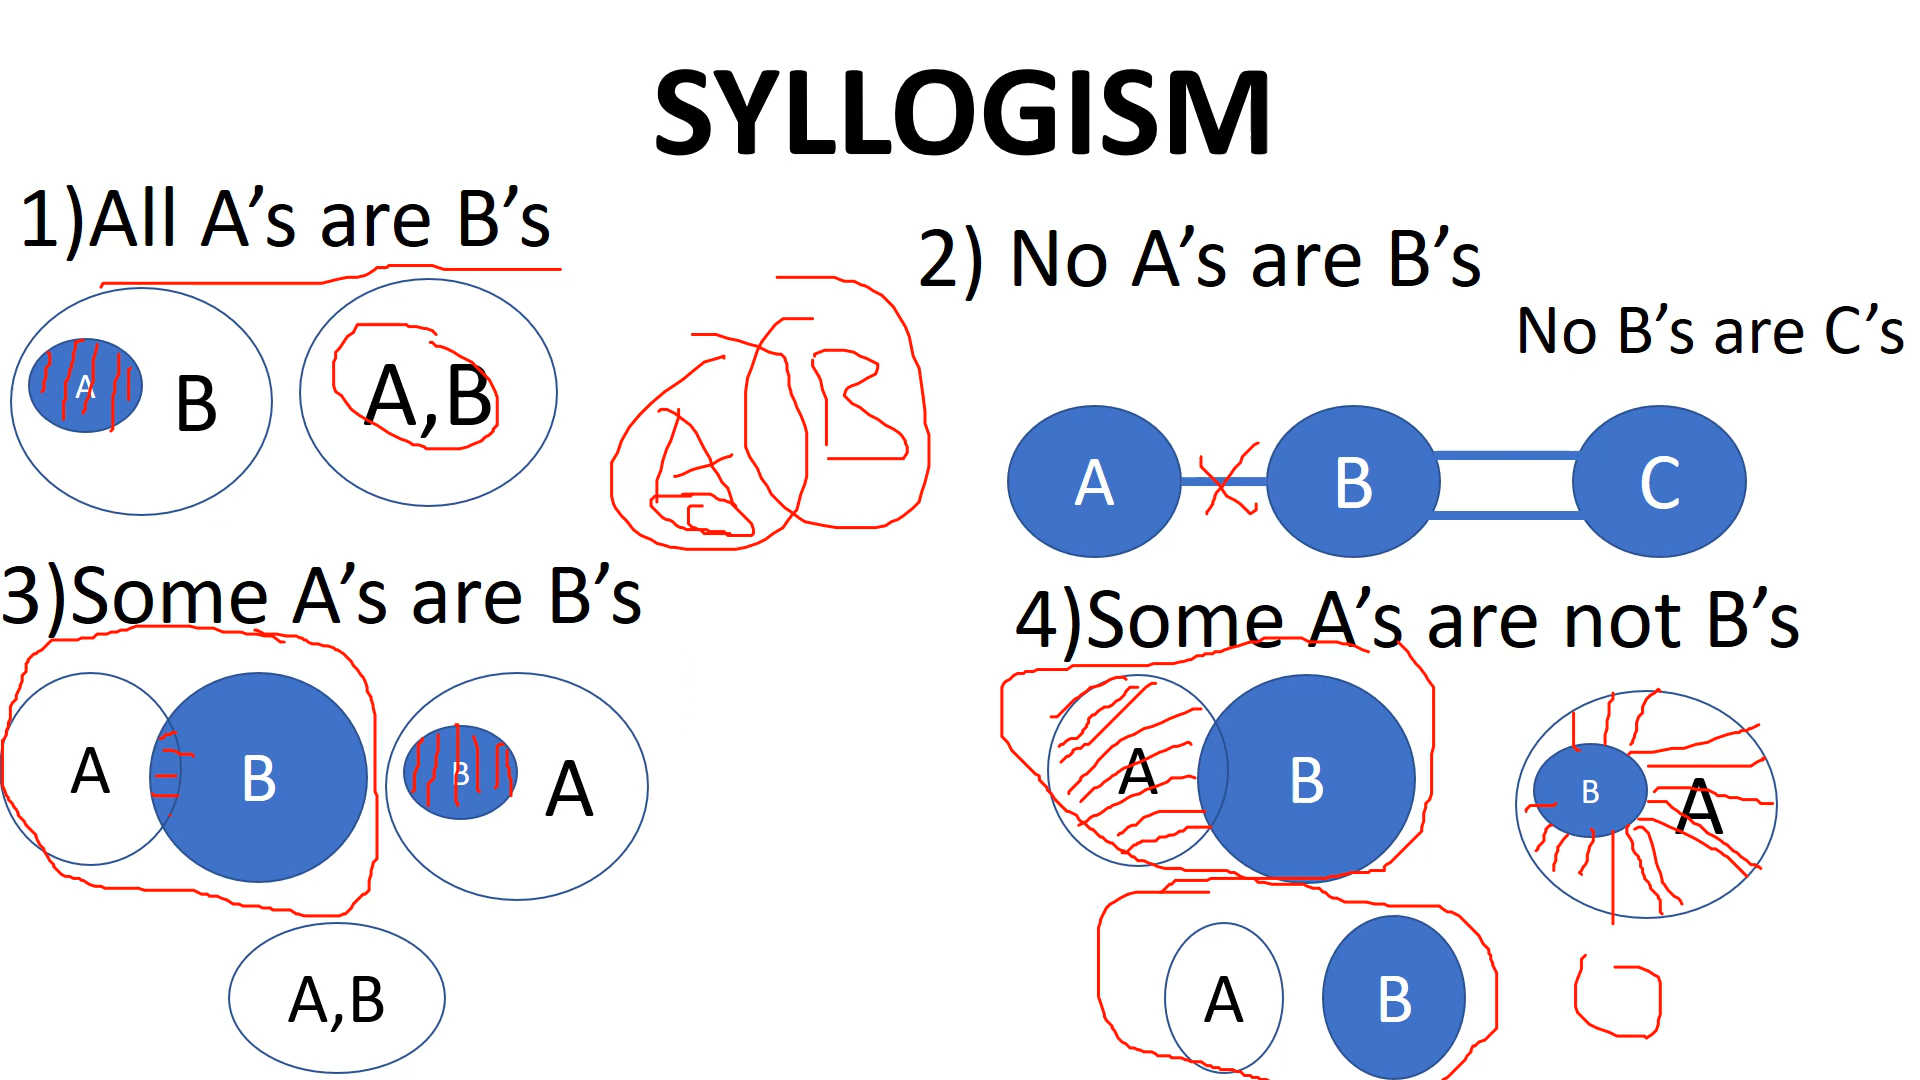 SYLLOGISM
1)All A’s are B’s
A B
A,B
A B
2) No A’s are B’s
No B’s are C’s
A B C
3)Some A’s are B’s
A B
B A
A,B
4)Some A’s are not B’s
A B
B A
A B